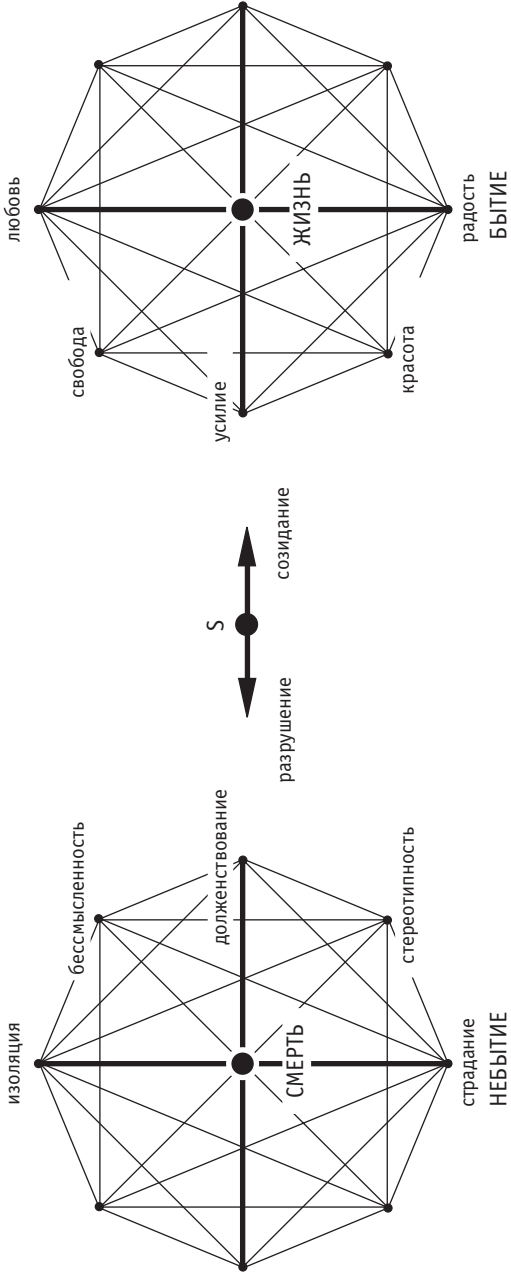 изоляция
бессмысленность
долженствование
СМЕРТЬ
стереотипность
страдание
НЕБЫТИЕ
S
разрушение
созидание
любовь
свобода
усилие
ЖИЗНЬ
красота
радость
БЫТИЕ